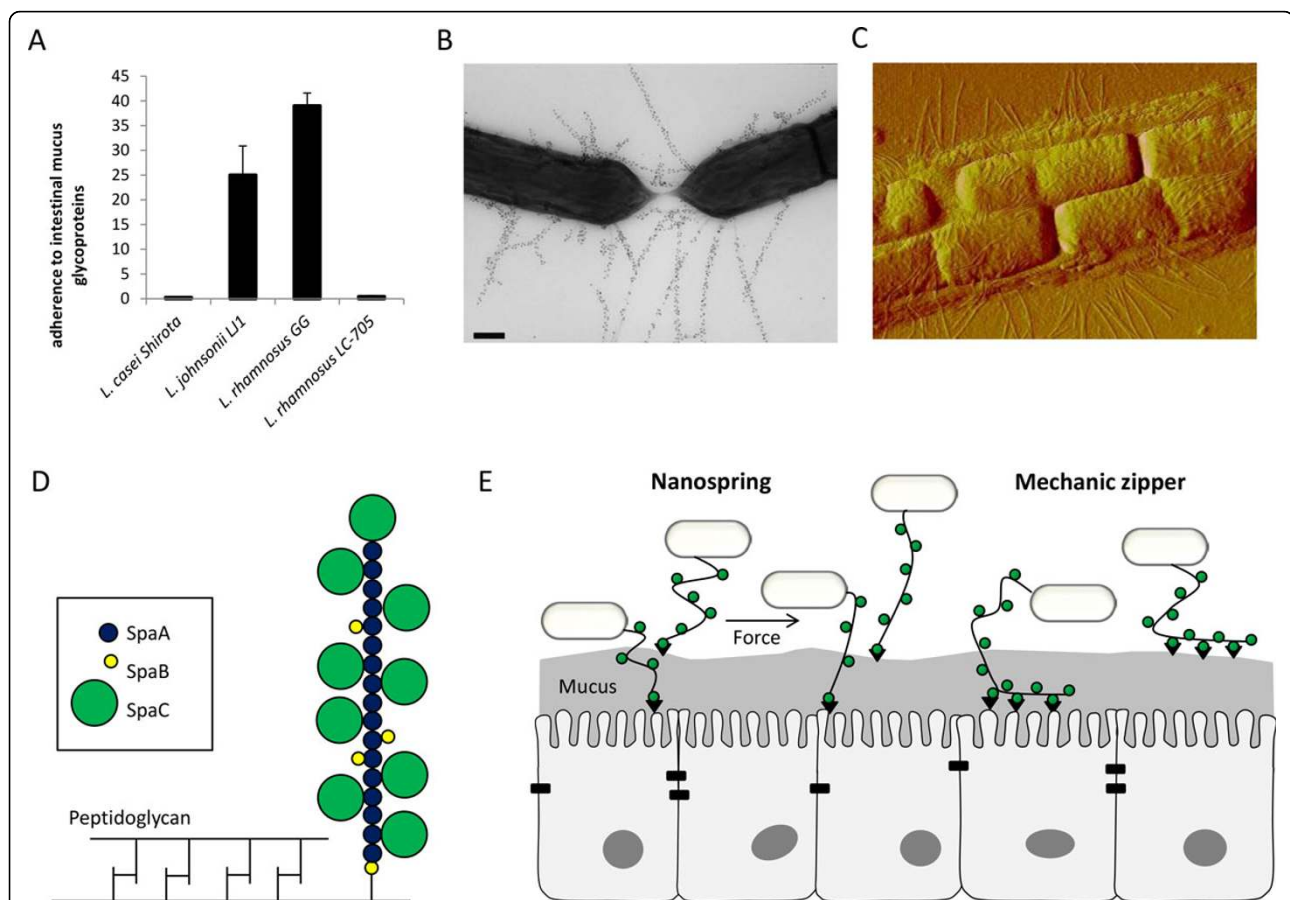 A
adherence to intestinal mucus
glycoproteins
45
40
35
30
25
20
15
10
5
0
L. casei Shirota
L. johnsonii LJ1
L. rhamnosus GG
L. rhamnosus LC-705
B
C
D
SpaA
SpaB
SpaC
Peptidoglycan
E
Nanospring
Mechanic zipper
Force
Mucus